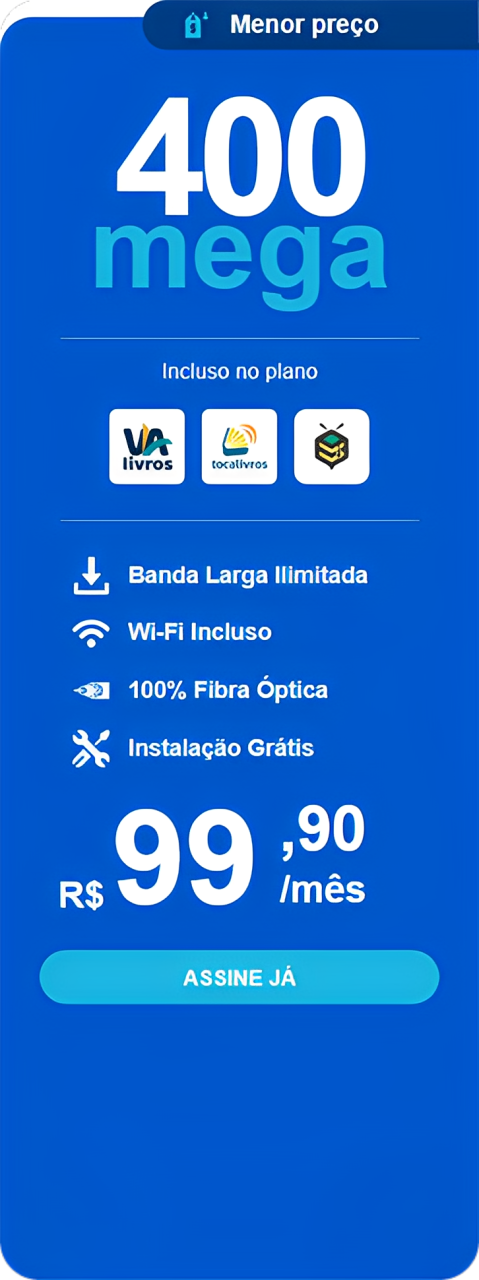 Menor preço
400
mega
Incluso no plano
VA
livros
tocalivros
Banda Larga Ilimitada
Wi-Fi Incluso
100% Fibra Óptica
Instalação Grátis
R$ 99,90
/mês
ASSINE JÁ